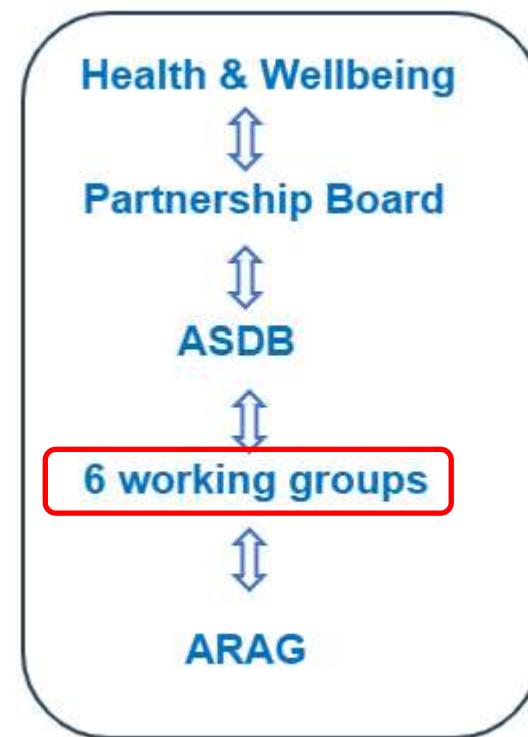 Health & Wellbeing
Partnership Board
ASDB
6 working groups
ARAG